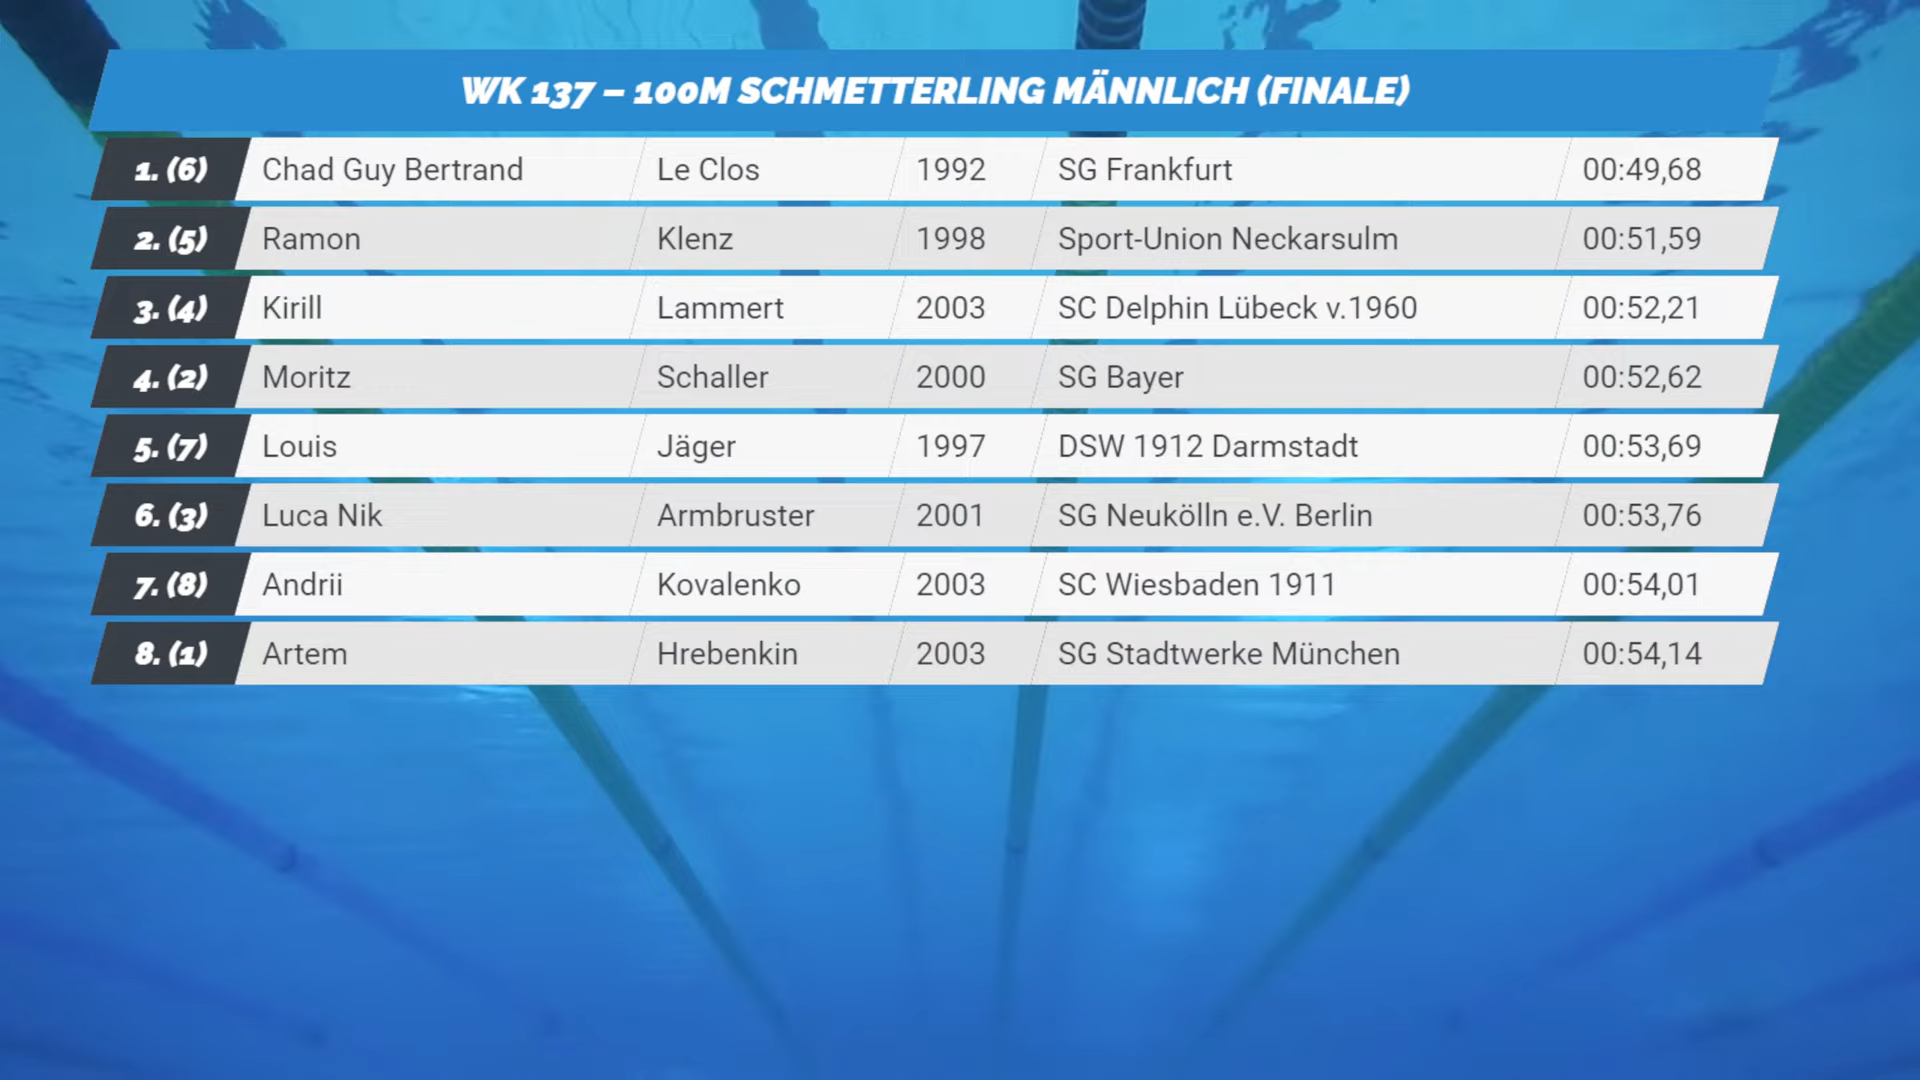 WK 137 – 100M SCHMETTERLING MÄNNLICH (FINALE)
1. (6) Chad Guy Bertrand Le Clos 1992 SG Frankfurt 00:49,68
2. (5) Ramon Klenz 1998 Sport-Union Neckarsulm 00:51,59
3. (4) Kirill Lammert 2003 SC Delphin Lübeck v.1960 00:52,21
4. (2) Moritz Schaller 2000 SG Bayer 00:52,62
5. (7) Louis Jäger 1997 DSW 1912 Darmstadt 00:53,69
6. (3) Luca Nik Armbruster 2001 SG Neukölln e.V. Berlin 00:53,76
7. (8) Andrii Kovalenko 2003 SC Wiesbaden 1911 00:54,01
8. (1) Artem Hrebenkin 2003 SG Stadtwerke München 00:54,14